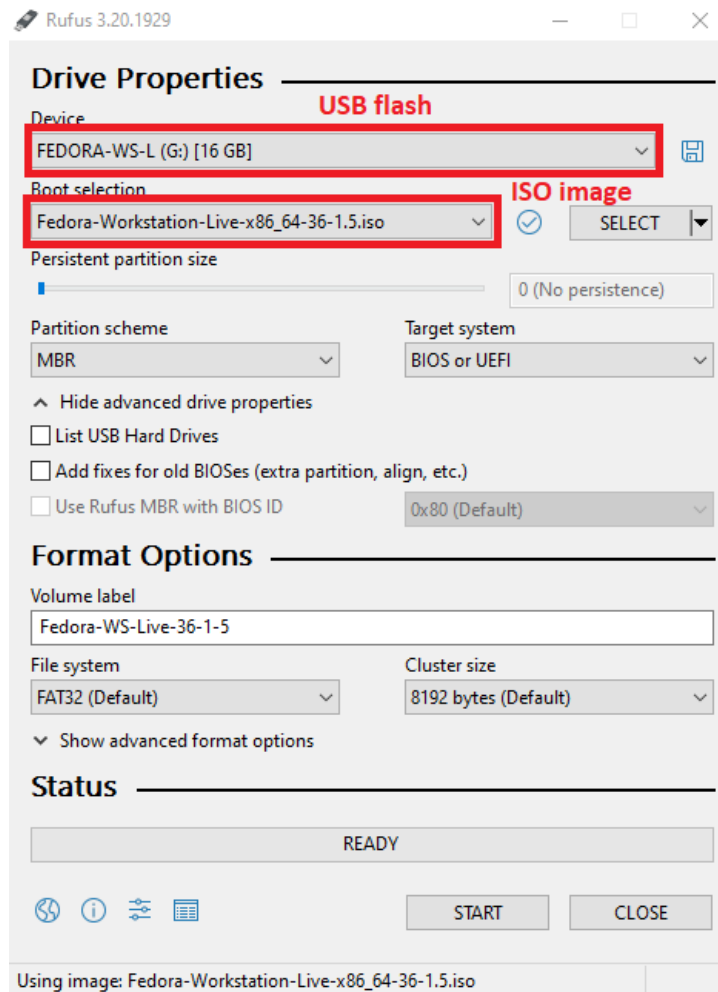 Rufus 3.20.1929
Drive Properties
USB flash
Device
FEDORA-WS-L (G:) [16 GB]
Boot selection
ISO image
Fedora-Workstation-Live-x86_64-36-1.5.iso
SELECT
Persistent partition size
0 (No persistence)
Partition scheme
Target system
MBR
BIOS or UEFI
Hide advanced drive properties
List USB Hard Drives
Add fixes for old BIOSes (extra partition, align, etc.)
Use Rufus MBR with BIOS ID
0x80 (Default)
Format Options
Volume label
Fedora-WS-Live-36-1-5
File system
Cluster size
FAT32 (Default)
8192 bytes (Default)
Show advanced format options
Status
READY
START
CLOSE
Using image: Fedora-Workstation-Live-x86_64-36-1.5.iso